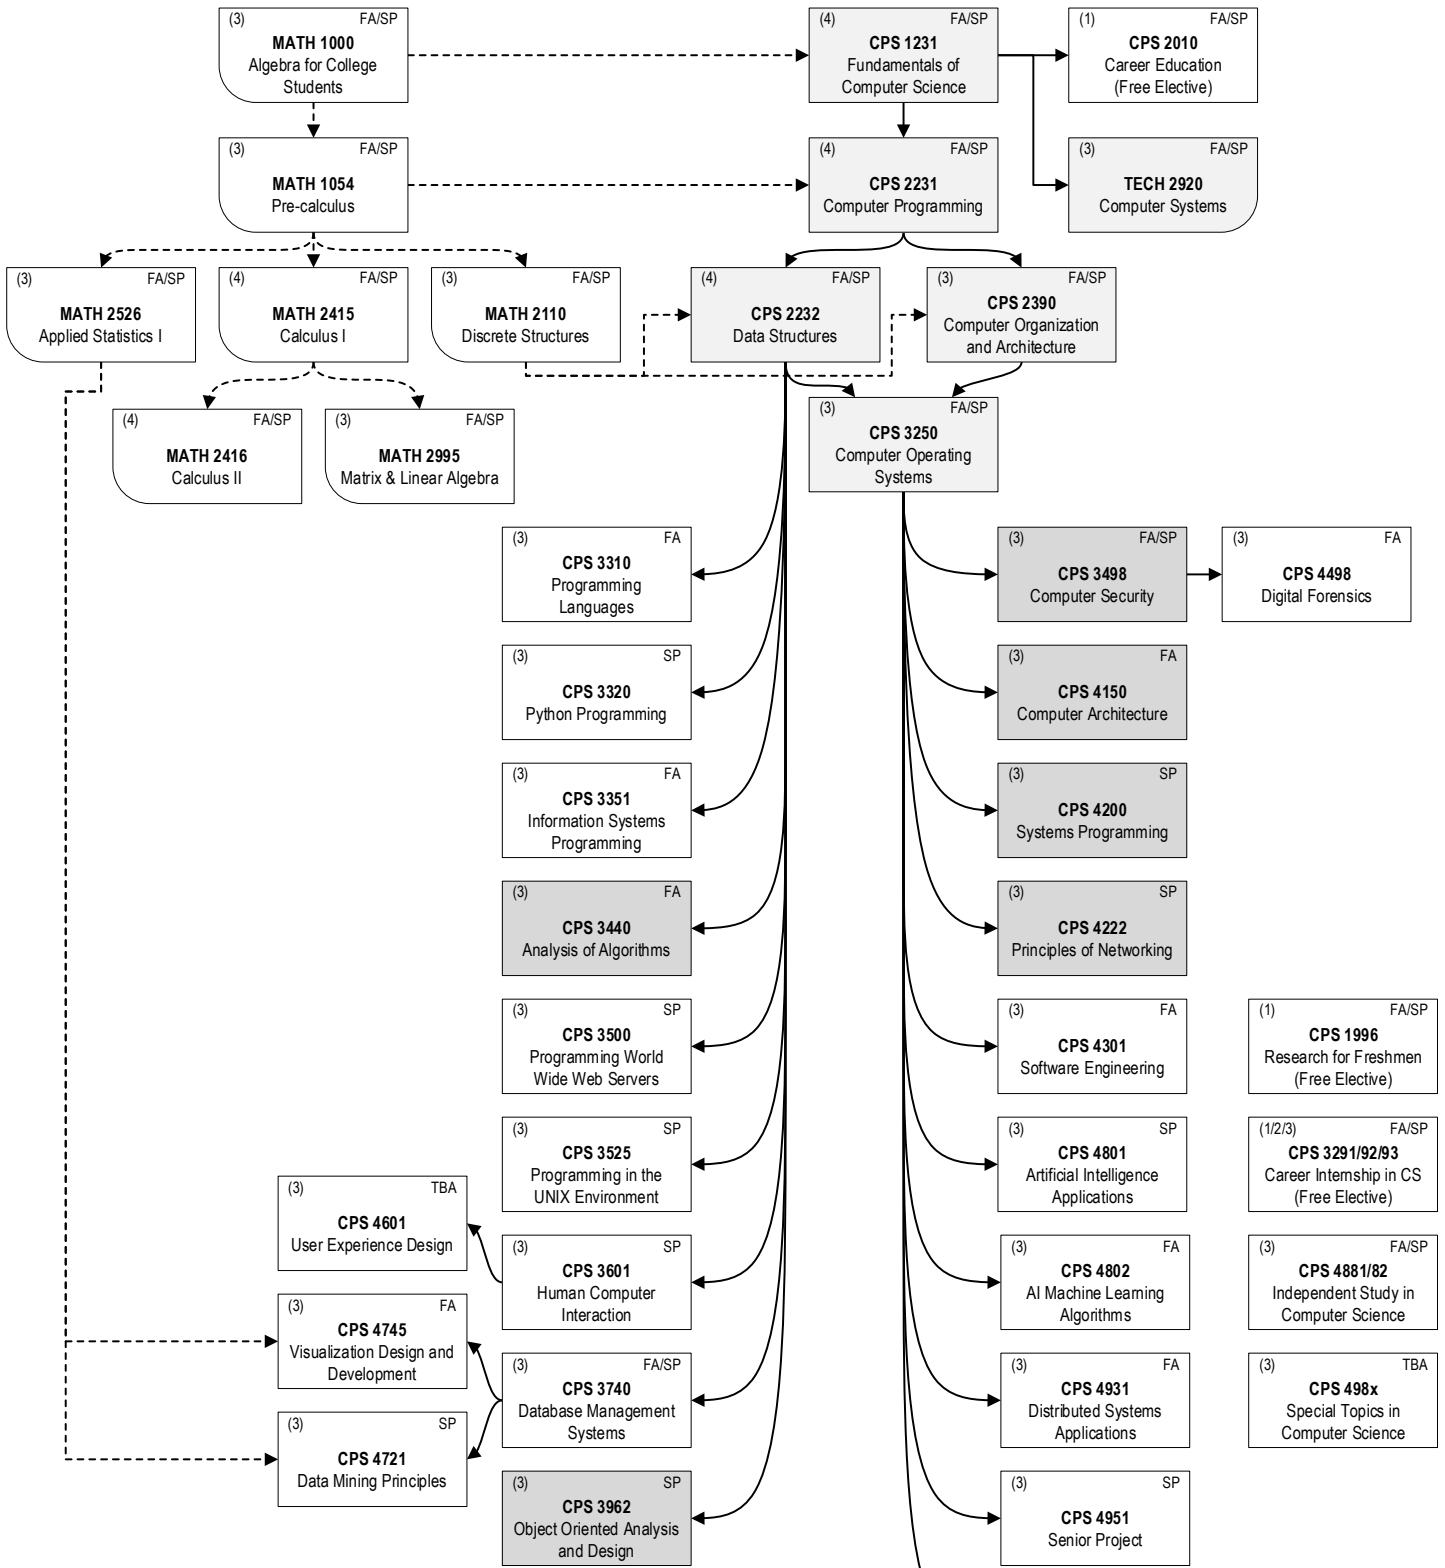 (3) FA/SP
MATH 1000
Algebra for College
Students
(4) FA/SP
CPS 1231
Fundamentals of
Computer Science
(1) FA/SP
CPS 2010
Career Education
(Free Elective)
(3) FA/SP
MATH 1054
Pre-calculus
(4) FA/SP
CPS 2231
Computer Programming
(3) FA/SP
TECH 2920
Computer Systems
(3) FA/SP
MATH 2526
Applied Statistics I
(4) FA/SP
MATH 2415
Calculus I
(3) FA/SP
MATH 2110
Discrete Structures
(4) FA/SP
CPS 2232
Data Structures
(3) FA/SP
CPS 2390
Computer Organization
and Architecture
(4) FA/SP
MATH 2416
Calculus II
(3) FA/SP
MATH 2995
Matrix & Linear Algebra
(3) FA/SP
CPS 3250
Computer Operating
Systems
(3) FA
CPS 3310
Programming
Languages
(3) FA/SP
CPS 3498
Computer Security
(3) FA
CPS 4498
Digital Forensics
(3) SP
CPS 3320
Python Programming
(3) FA
CPS 4150
Computer Architecture
(3) FA
CPS 3351
Information Systems
Programming
(3) SP
CPS 4200
Systems Programming
(3) FA
CPS 3440
Analysis of Algorithms
(3) SP
CPS 4222
Principles of Networking
(3) SP
CPS 3500
Programming World
Wide Web Servers
(3) FA
CPS 4301
Software Engineering
(1) FA/SP
CPS 1996
Research for Freshmen
(Free Elective)
(3) SP
CPS 3525
Programming in the
UNIX Environment
(3) SP
CPS 4801
Artificial Intelligence
Applications
(1/2/3) FA/SP
CPS 3291/92/93
Career Internship in CS
(Free Elective)
(3) TBA
CPS 4601
User Experience Design
(3) SP
CPS 3601
Human Computer
Interaction
(3) FA
CPS 4802
AI Machine Learning
Algorithms
(3) FA/SP
CPS 4881/82
Independent Study in
Computer Science
(3) FA
CPS 4745
Visualization Design and
Development
(3) FA/SP
CPS 3740
Database Management
Systems
(3) FA
CPS 4931
Distributed Systems
Applications
(3) TBA
CPS 498x
Special Topics in
Computer Science
(3) SP
CPS 4721
Data Mining Principles
(3) SP
CPS 3962
Object Oriented Analysis
and Design
(3) SP
CPS 4951
Senior Project